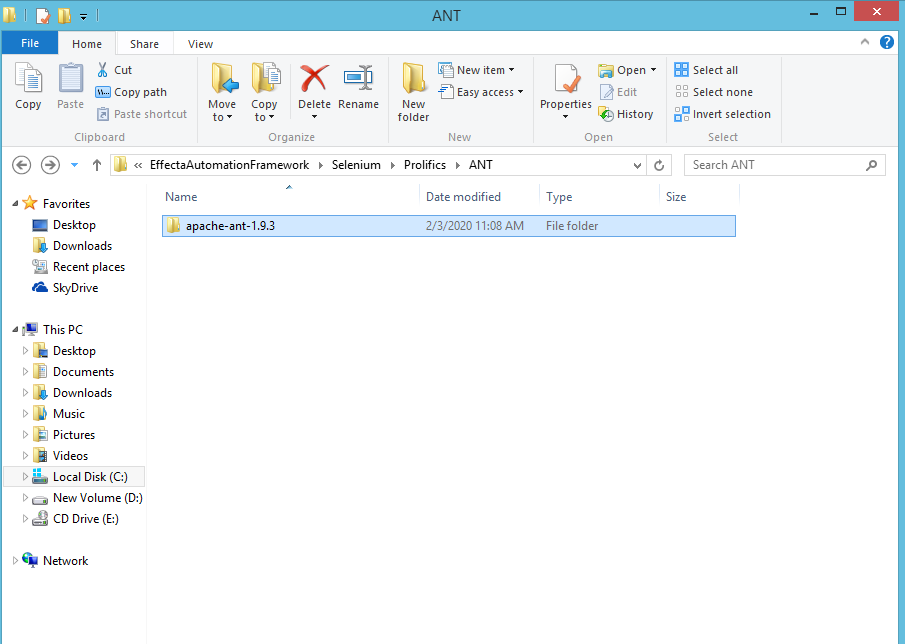 ANT
File Home Share View
Copy
Paste
Cut
Copy path
Paste shortcut
Clipboard
Move to
Copy to
Delete
Rename
Organize
New folder
New item
Easy access
New
Properties
Open
Edit
History
Open
Select all
Select none
Invert selection
Select
« EffectaAutomationFramework Selenium Prolifics ANT
Search ANT
Name Date modified Type Size
apache-ant-1.9.3 2/3/2020 11:08 AM File folder
Favorites
Desktop
Downloads
Recent places
SkyDrive
This PC
Desktop
Documents
Downloads
Music
Pictures
Videos
Local Disk (C:)
New Volume (D:)
CD Drive (E:)
Network